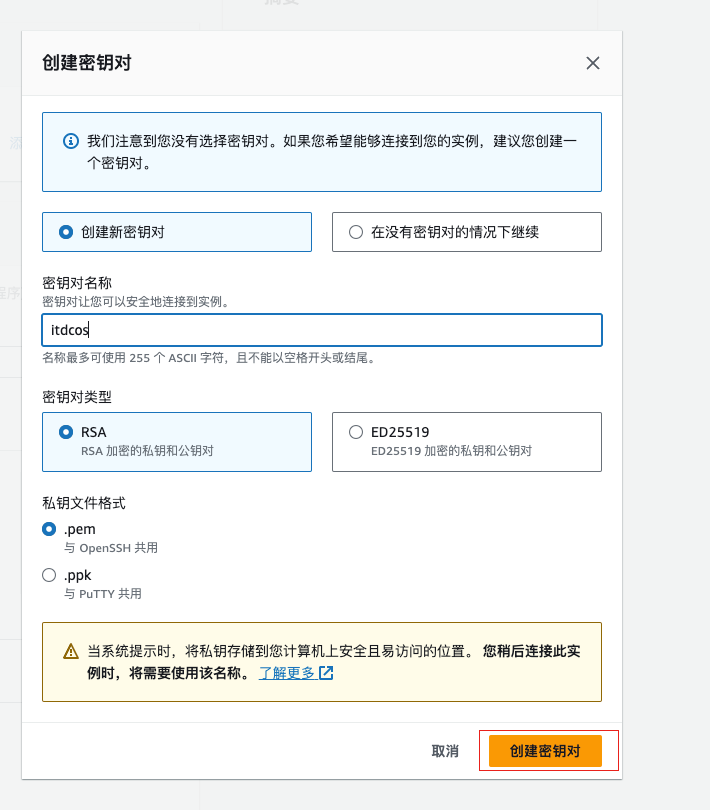 摘要
创建密钥对
我们注意到您没有选择密钥对。如果您希望能够连接到您的实例，建议您创建一
个密钥对。
创建新密钥对
在没有密钥对的情况下继续
密钥对名称
密钥对让您可以安全地连接到实例。
itdcos
名称最多可使用 255 个 ASCII 字符，且不能以空格开头或结尾。
密钥对类型
RSA
RSA 加密的私钥和公钥对
ED25519
ED25519 加密的私钥和公钥对
私钥文件格式
.pem
与 OpenSSH 共用
.ppk
与 PuTTY 共用
当系统提示时，将私钥存储到您计算机上安全且易访问的位置。 您稍后连接此实
例时，将需要使用该名称。 了解更多
取消
创建密钥对